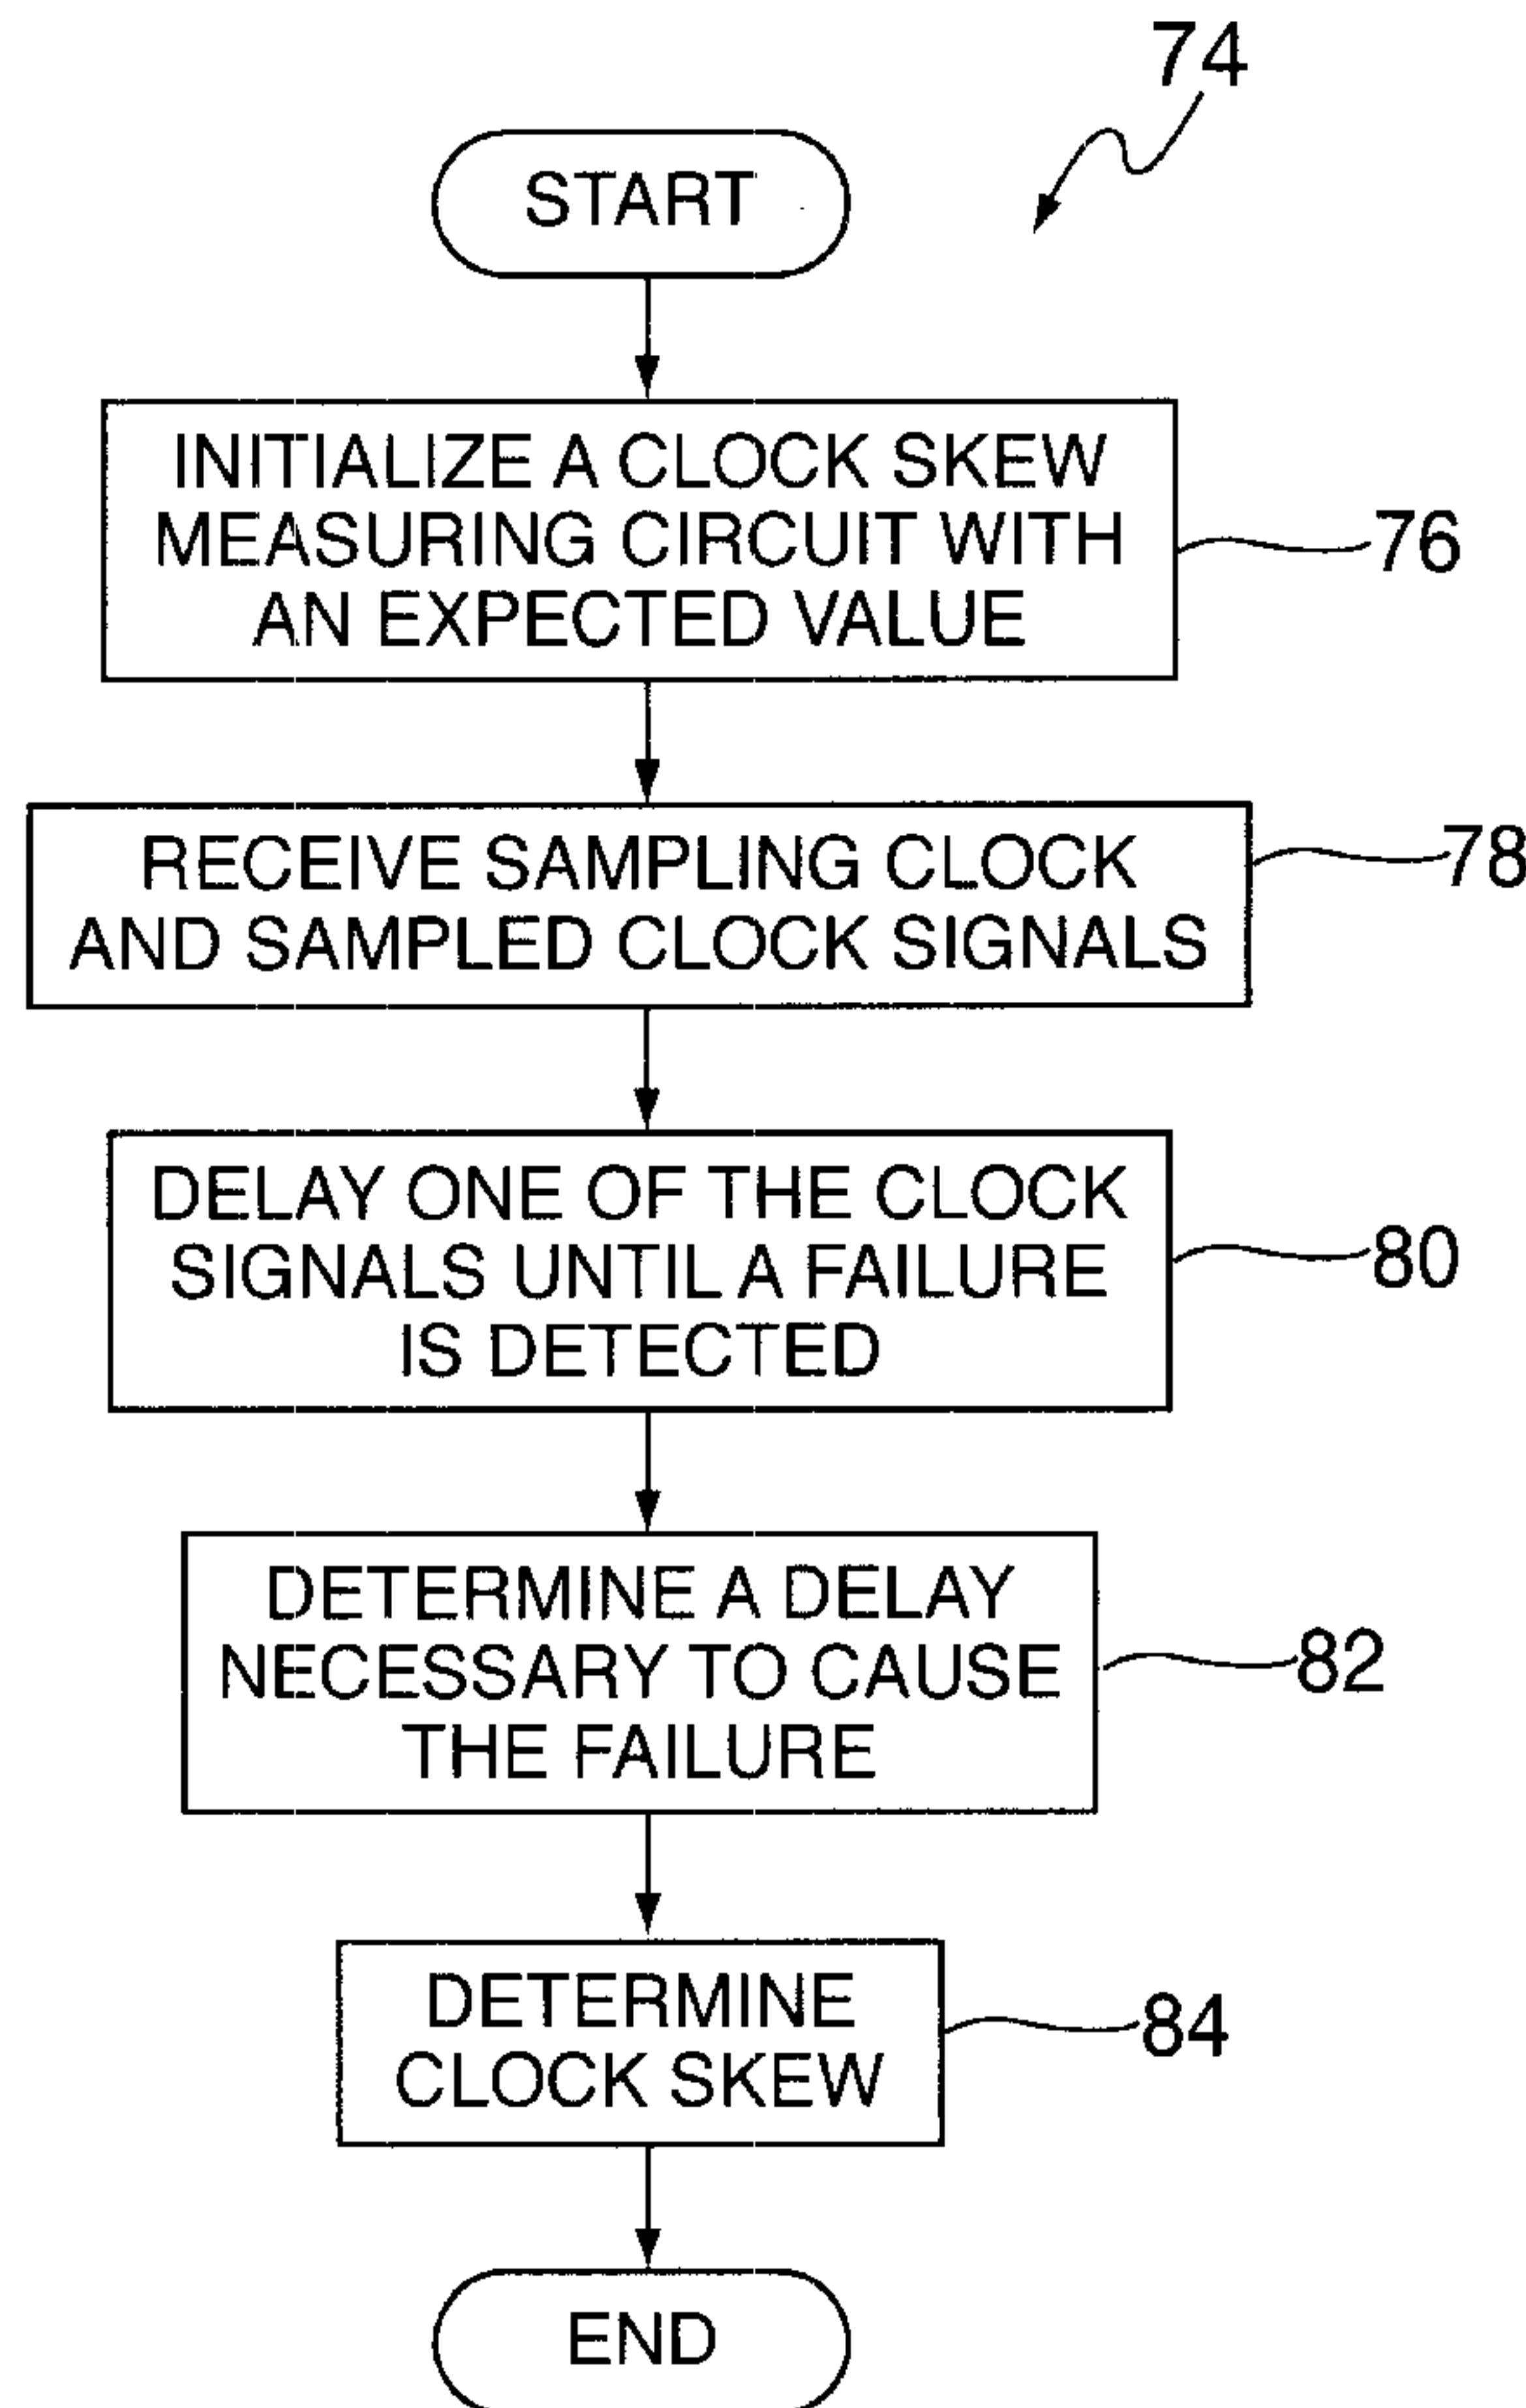 74
START
INITIALIZE A CLOCK SKEW
MEASURING CIRCUIT WITH
AN EXPECTED VALUE
76
RECEIVE SAMPLING CLOCK
AND SAMPLED CLOCK SIGNALS
78
DELAY ONE OF THE CLOCK
SIGNALS UNTIL A FAILURE
IS DETECTED
80
DETERMINE A DELAY
NECESSARY TO CAUSE
THE FAILURE
82
DETERMINE
CLOCK SKEW
84
END